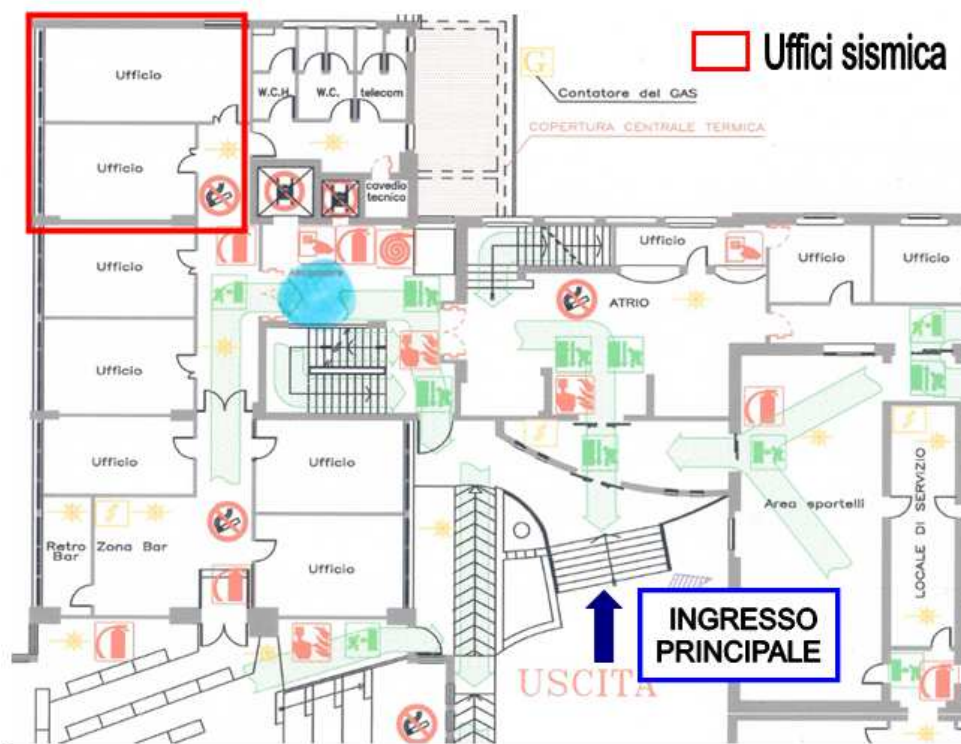 Uffici sismica
Ufficio
W.C.H.
W.C.
telecom
G
Contatore del GAS
COPERTURA CENTRALE TERMICA
Ufficio
cavedio
tecnico
Ufficio
Ufficio
Ufficio
Ufficio
ATRIO
Ufficio
Ufficio
Ufficio
Area sportelli
LOCALE DI SERVIZIO
Retro
Bar
Zona Bar
Ufficio
INGRESSO
PRINCIPALE
USCITA